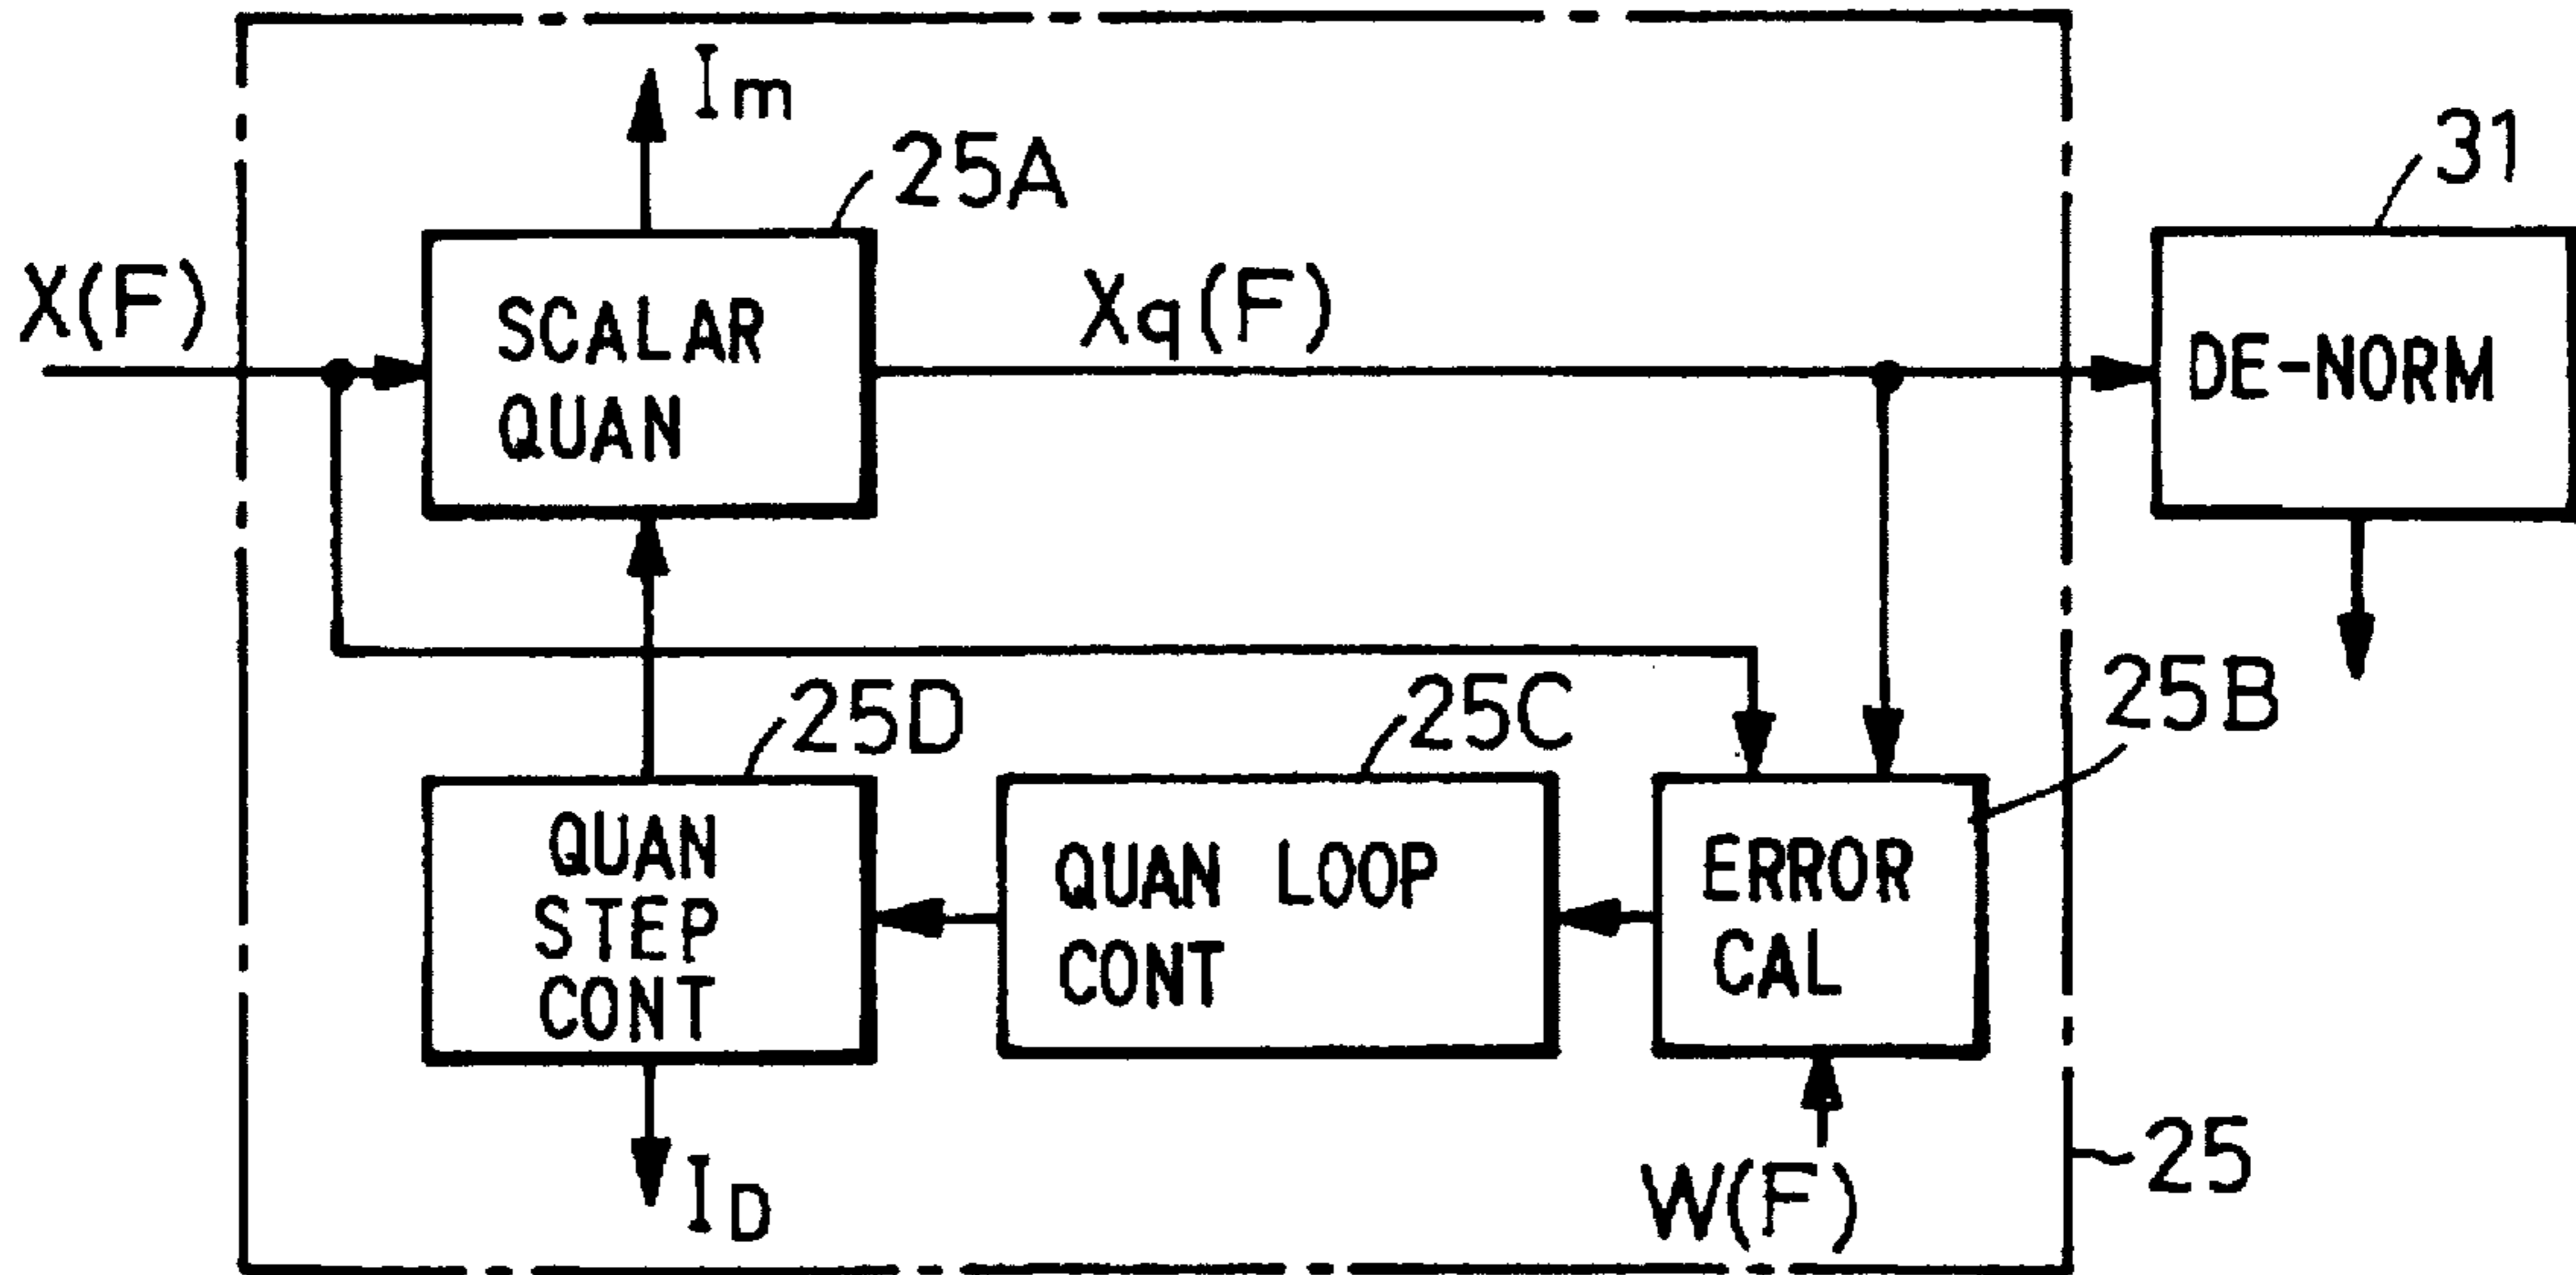 Im
25A
31
X(F)
SCALAR
QUAN
Xq(F)
DE-NORM
25D
25C
25B
QUAN
STEP
CONT
QUAN LOOP
CONT
ERROR
CAL
ID
W(F)
25